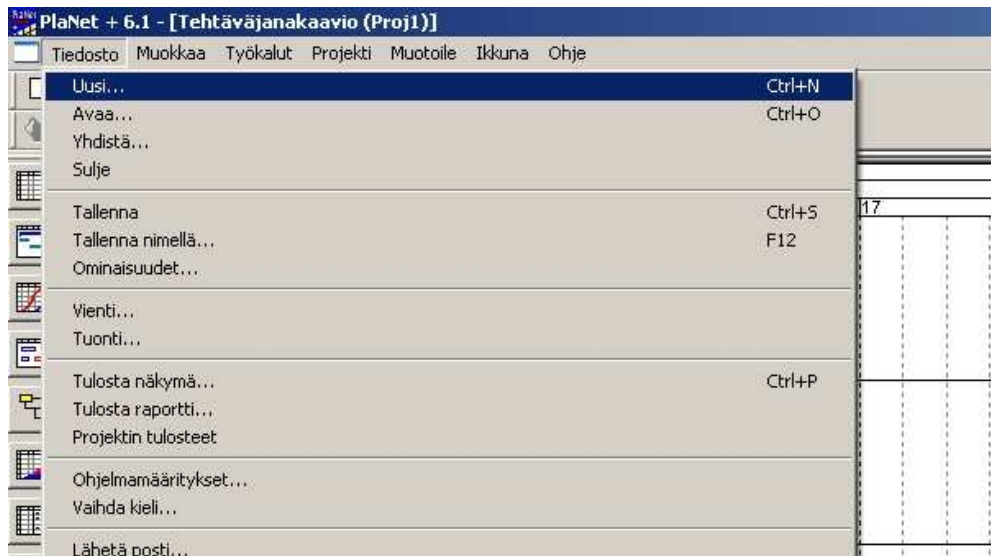 PlaNet + 6.1 - [Tehtäväjanakaavio (Proj1)]
Tiedosto Muokkaa Työkalut Projekti Muotoile Ikkuna Ohje
Uusi... Ctrl+N
Avaa... Ctrl+O
Yhdistä...
Sulje
17
Tallenna Ctrl+S
Tallenna nimellä... F12
Ominaisuudet...
Vienti...
Tuonti...
Tulosta näkymä... Ctrl+P
Tulosta raportti...
Projektin tulosteet
Ohjelmamääritykset...
Vaihda kieli...
Lähetä posti...